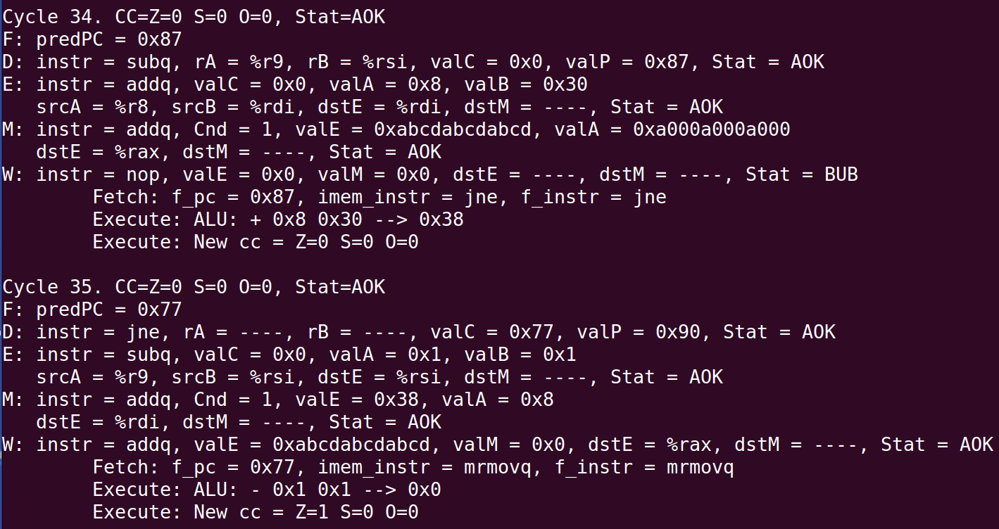 Cycle 34. CC=Z=0 S=0 O=0, Stat=AOK
F: predPC = 0x87
D: instr = subq, rA = %r9, rB = %rsi, valC = 0x0, valP = 0x87, Stat = AOK
E: instr = addq, valC = 0x0, valA = 0x8, valB = 0x30
   srcA = %r8, srcB = %rdi, dstE = %rdi, dstM = ----, Stat = AOK
M: instr = addq, Cnd = 1, valE = 0xabcdabcdabcd, valA = 0xa000a000a000
   dstE = %rax, dstM = ----, Stat = AOK
W: instr = nop, valE = 0x0, valM = 0x0, dstE = ----, dstM = ----, Stat = BUB
        Fetch: f_pc = 0x87, imem_instr = jne, f_instr = jne
        Execute: ALU: + 0x8 0x30 --> 0x38
        Execute: New cc = Z=0 S=0 O=0

Cycle 35. CC=Z=0 S=0 O=0, Stat=AOK
F: predPC = 0x77
D: instr = jne, rA = ----, rB = ----, valC = 0x77, valP = 0x90, Stat = AOK
E: instr = subq, valC = 0x0, valA = 0x1, valB = 0x1
   srcA = %r9, srcB = %rsi, dstE = %rsi, dstM = ----, Stat = AOK
M: instr = addq, Cnd = 1, valE = 0x38, valA = 0x8
   dstE = %rdi, dstM = ----, Stat = AOK
W: instr = addq, valE = 0xabcdabcdabcd, valM = 0x0, dstE = %rax, dstM = ----, Stat = AOK
        Fetch: f_pc = 0x77, imem_instr = mrmovq, f_instr = mrmovq
        Execute: ALU: - 0x1 0x1 --> 0x0
        Execute: New cc = Z=1 S=0 O=0